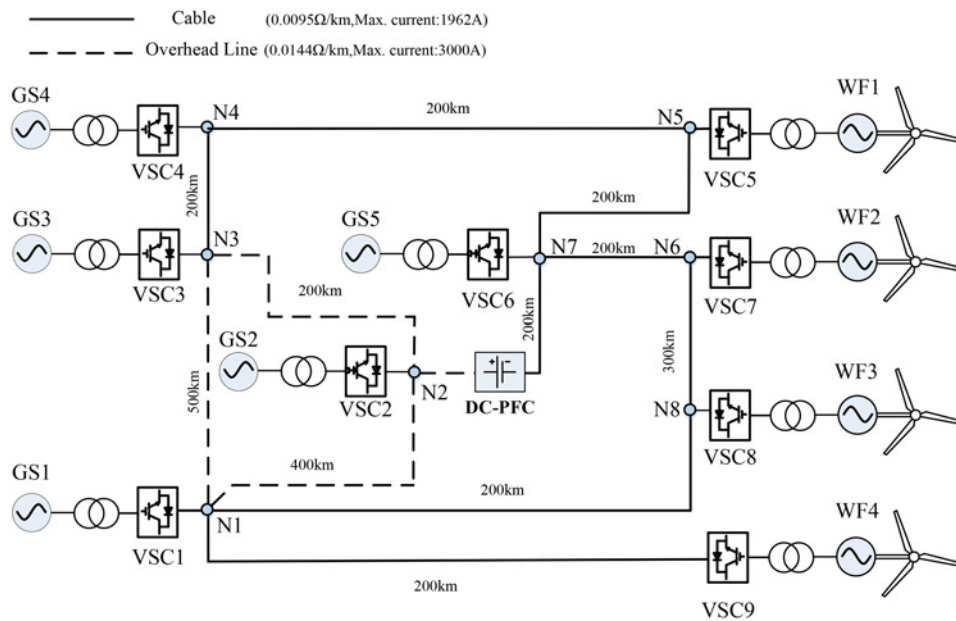 Cable (0.0095Ω/km,Max. current:1962A)
Overhead Line (0.0144Ω/km,Max. current:3000A)
GS4
N4
200km
N5
WF1
VSC4
VSC5
200km
200km
GS3
GS5
N3
N7
200km
N6
WF2
VSC3
VSC6
VSC7
200km
200km
GS2
500km
N2
300km
VSC2
DC-PFC
WF3
N8
VSC8
400km
GS1
200km
N1
WF4
VSC1
VSC9
200km